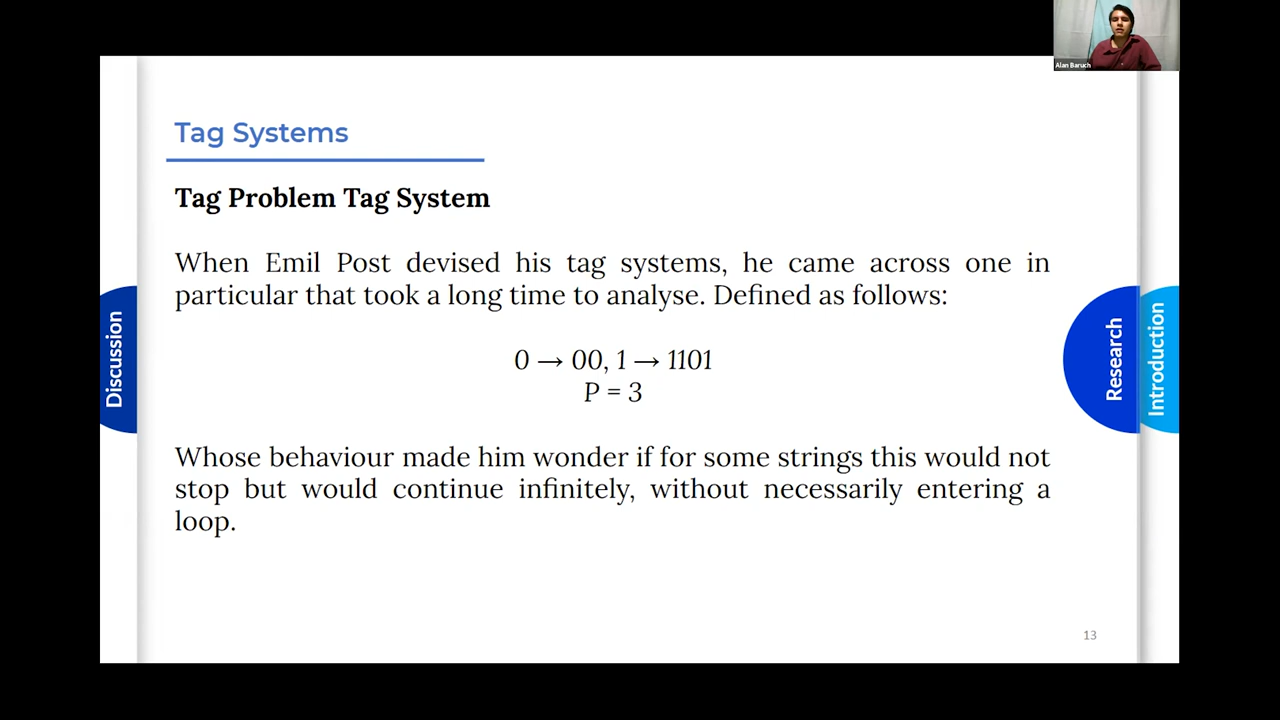 Alan Baruch
Tag Systems
Tag Problem Tag System
When Emil Post devised his tag systems, he came across one in
particular that took a long time to analyse. Defined as follows:
0 → 00, 1 → 1101
P = 3
Whose behaviour made him wonder if for some strings this would not
stop but would continue infinitely, without necessarily entering a
loop.
Discussion
Research
Introduction
13